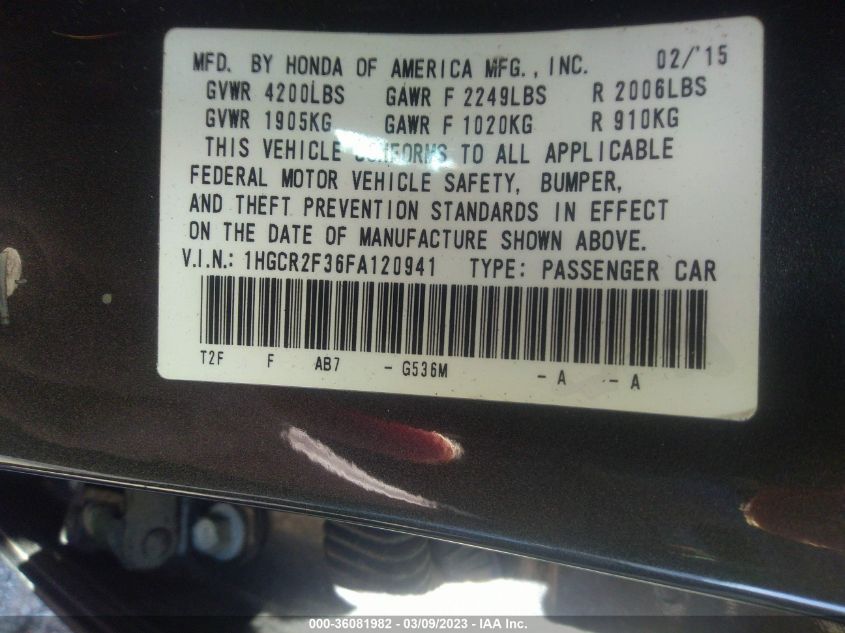 MFD. BY HONDA OF AMERICA MFG., INC. 02/'15
GVWR 4200LBS GAWR F 2249LBS R 2006LBS
GVWR 1905KG GAWR F 1020KG R 910KG
THIS VEHICLE CONFORMS TO ALL APPLICABLE
FEDERAL MOTOR VEHICLE SAFETY, BUMPER,
AND THEFT PREVENTION STANDARDS IN EFFECT
ON THE DATE OF MANUFACTURE SHOWN ABOVE.
V.I.N.: 1HGCR2F36FA120941 TYPE: PASSENGER CAR
T2F F AB7 - G536M - A - A
000-36081982 - 03/09/2023 - IAA Inc.